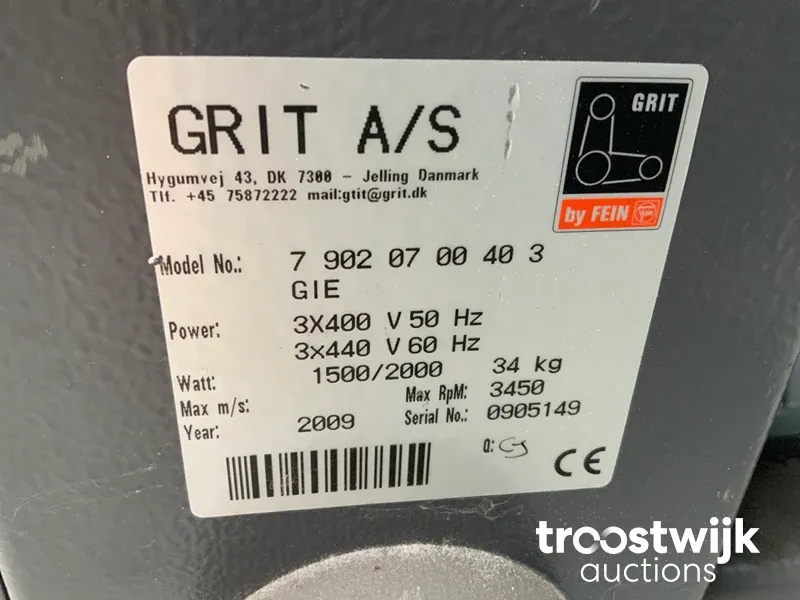 GRIT A/S
GRIT
Hygumvej 43, DK 7300 – Jelling Danmark
Tlf. +45 75872222 mail:gtit@grit.dk
by FEIN FEIN
Model No.: 7 902 07 00 40 3
GIE
Power: 3X400 V 50 Hz
3x440 V 60 Hz
Watt: 1500/2000 34 kg
Max m/s: Max RpM: 3450
Year: 2009 Serial No.: 0905149
Q: CJ
CE
troostwijk
auctions